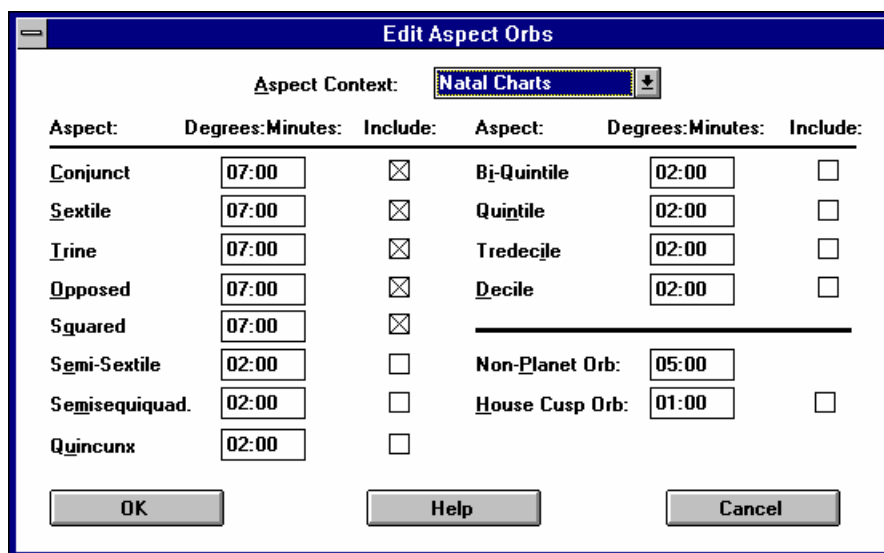 Edit Aspect Orbs
Aspect Context: Natal Charts
Aspect: Degrees:Minutes: Include: Aspect: Degrees:Minutes: Include:
Conjunct 07:00 Bi-Quintile 02:00
Sextile 07:00 Quintile 02:00
Trine 07:00 Tredecile 02:00
Opposed 07:00 Decile 02:00
Squared 07:00
Semi-Sextile 02:00 Non-Planet Orb: 05:00
Semisequiquad. 02:00 House Cusp Orb: 01:00
Quincunx 02:00
OK Help Cancel